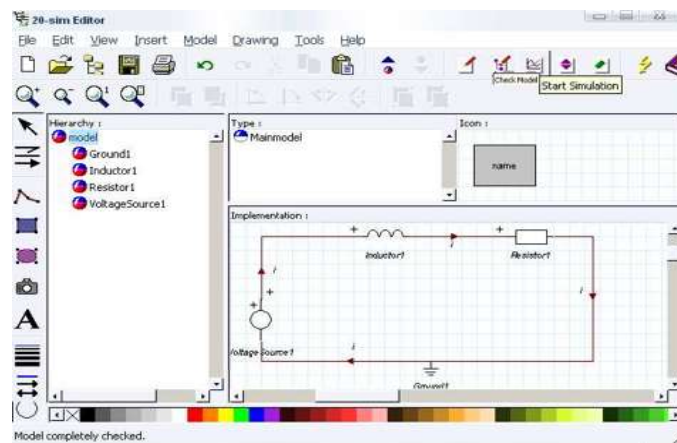 20-sim Editor
File Edit View Insert Model Drawing Tools Help
Check Model
Start Simulation
Hierarchy :
model
Ground1
Inductor1
Resistor1
VoltageSource1
Type :
Mainmodel
Icon :
name
Implementation :
+ +
Inductor1 i Resistor1
i i
+
+
Voltage Source1 i
Ground1
A
Model completely checked.